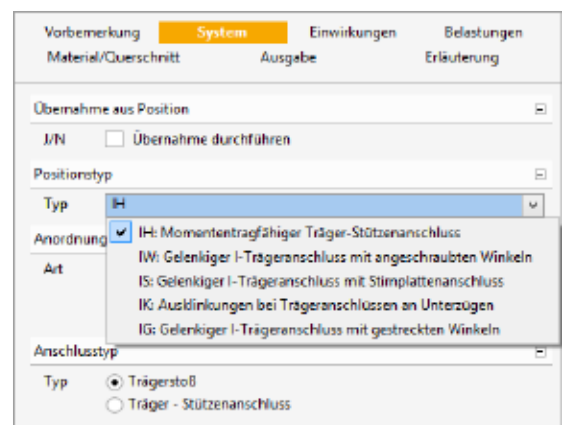 Vorbemerkung System Einwirkungen Belastungen
Material/Querschnitt Ausgabe Erläuterung
Übernahme aus Position
J/N Übernahme durchführen
Positionstyp
Typ IH
IH: Momententragfähiger Träger-Stützenanschluss
Anordnung
IW: Gelenkiger I-Trägeranschluss mit angeschraubten Winkeln
Art
IS: Gelenkiger I-Trägeranschluss mit Stirnplattenanschluss
IK: Ausklinkungen bei Trägeranschlüssen an Unterzügen
IG: Gelenkiger I-Trägeranschluss mit gestreckten Winkeln
Anschlusstyp
Typ Trägerstoß
Träger - Stützenanschluss